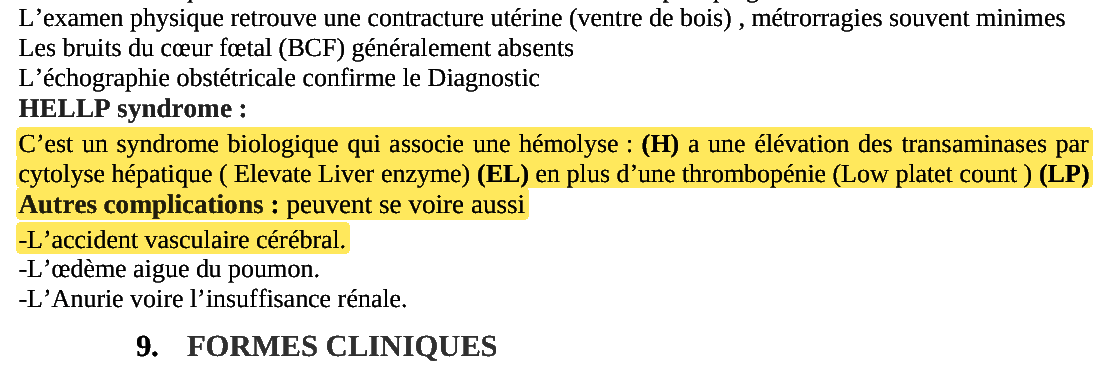 L’examen physique retrouve une contracture utérine (ventre de bois) , métrorragies souvent minimes
Les bruits du cœur fœtal (BCF) généralement absents
L’échographie obstétricale confirme le Diagnostic
HELLP syndrome :
C’est un syndrome biologique qui associe une hémolyse : (H) a une élévation des transaminases par
cytolyse hépatique ( Elevate Liver enzyme) (EL) en plus d’une thrombopénie (Low platet count ) (LP)
Autres complications : peuvent se voire aussi
-L’accident vasculaire cérébral.
-L’œdème aigue du poumon.
-L’Anurie voire l’insuffisance rénale.
9. FORMES CLINIQUES